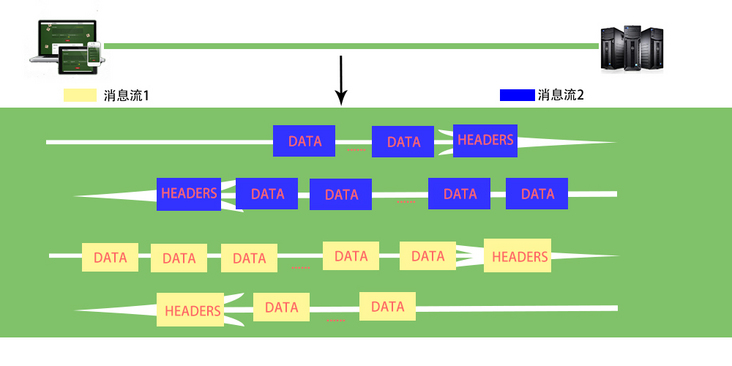 消息流1 消息流2
DATA ...... DATA HEADERS
HEADERS DATA DATA ...... DATA DATA
DATA DATA DATA ...... DATA DATA HEADERS
HEADERS DATA ...... DATA